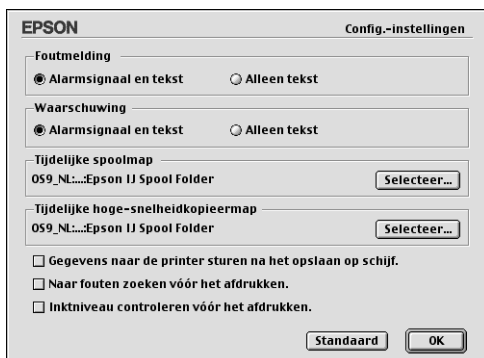 EPSON Config.-instellingen
Foutmelding
Alarmsignaal en tekst Alleen tekst
Waarschuwing
Alarmsignaal en tekst Alleen tekst
Tijdelijke spoolmap
OS9_NL:...:Epson IJ Spool Folder Selecteer...
Tijdelijke hoge-snelheidkopieermap
OS9_NL:...:Epson IJ Spool Folder Selecteer...
Gegevens naar de printer sturen na het opslaan op schijf.
Naar fouten zoeken vóór het afdrukken.
Inktniveau controleren vóór het afdrukken.
Standaard OK